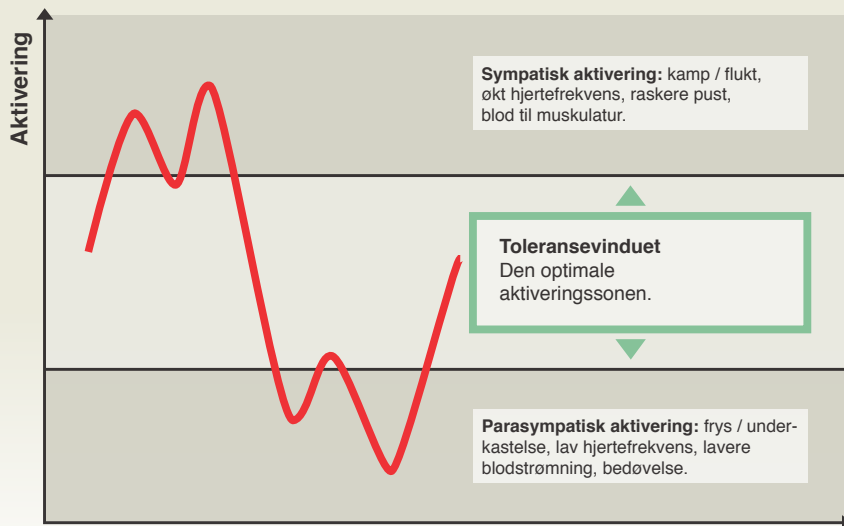 Aktivering
Sympatisk aktivering: kamp / flukt,
økt hjertefrekvens, raskere pust,
blod til muskulatur.
Toleransevinduet
Den optimale
aktiveringssonen.
Parasympatisk aktivering: frys / under-
kastelse, lav hjertefrekvens, lavere
blodstrømning, bedøvelse.